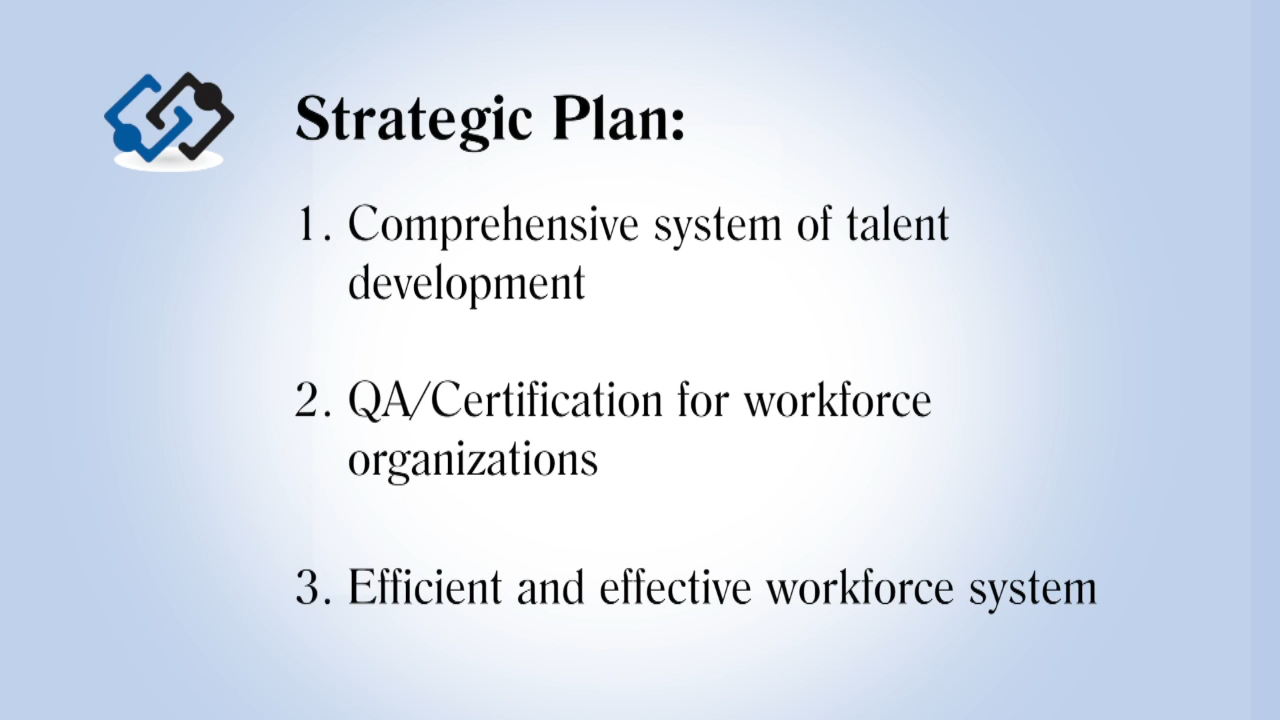 Strategic Plan:
1. Comprehensive system of talent
development
2. QA/Certification for workforce
organizations
3. Efficient and effective workforce system